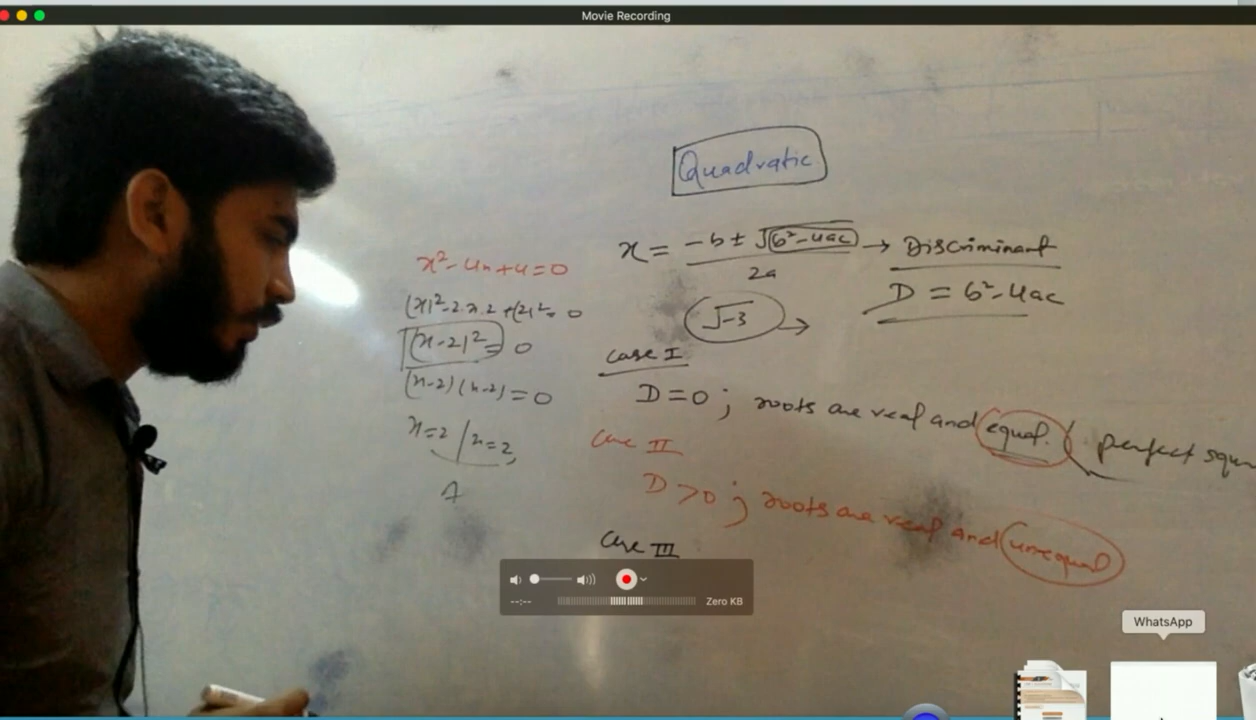 Movie Recording
Quadratic
x = -b ± √b²-4ac / 2a → Discriminant
D = b²-4ac
√-3 →
x²-4x+4=0
(x)²-2.x.2+(2)²=0
(x-2)²=0
(x-2)(x-2)=0
x=2 / x=2,
Case I
D=0; roots are real and equal. ( perfect squ
Case II
D>0; roots are real and unequal
Case III
--:--
Zero KB
WhatsApp